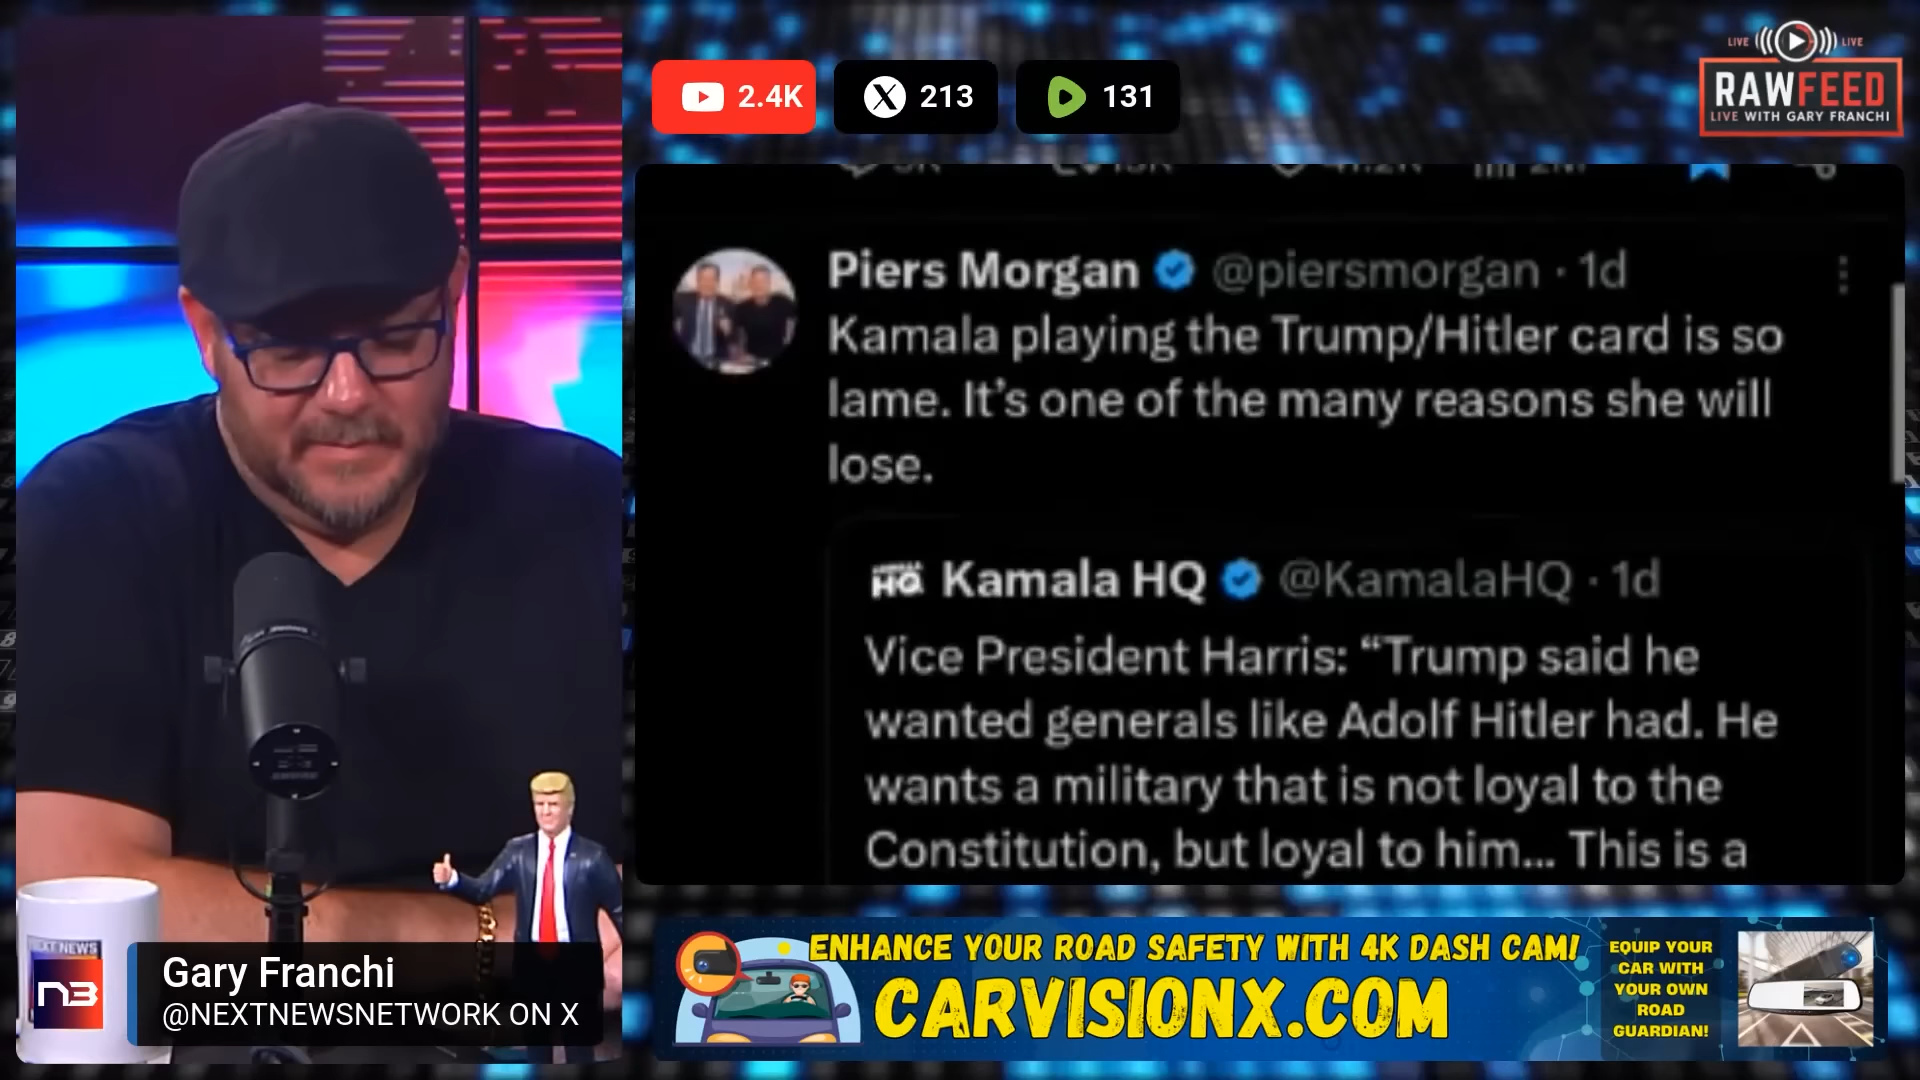 2.4K
213
131
LIVE
LIVE
RAWFEED
LIVE WITH GARY FRANCHI
Piers Morgan @piersmorgan · 1d
Kamala playing the Trump/Hitler card is so
lame. It's one of the many reasons she will
lose.
HQ Kamala HQ @KamalaHQ · 1d
Vice President Harris: “Trump said he
wanted generals like Adolf Hitler had. He
wants a military that is not loyal to the
Constitution, but loyal to him... This is a
NEXT NEWS
n3
Gary Franchi
@NEXTNEWSNETWORK ON X
ENHANCE YOUR ROAD SAFETY WITH 4K DASH CAM!
CARVISIONX.COM
EQUIP YOUR
CAR WITH
YOUR OWN
ROAD
GUARDIAN!